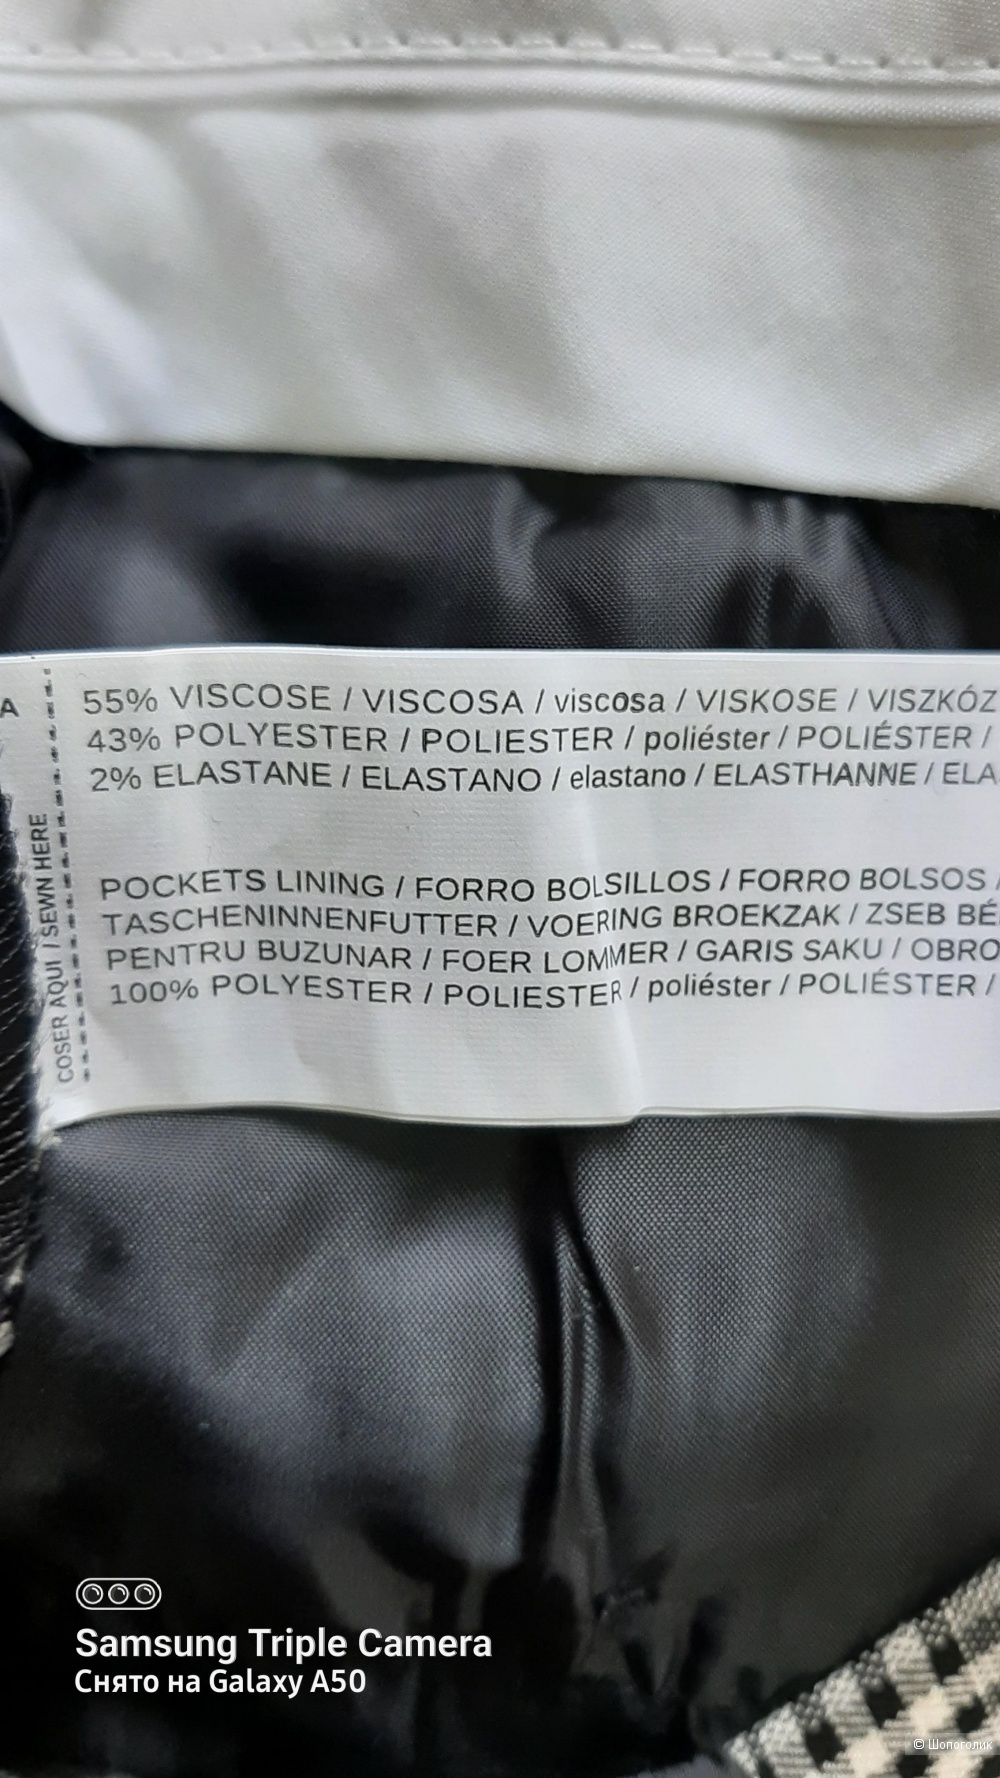 A
COSER AQUI / SEWN HERE
55% VISCOSE / VISCOSA / viscosa / VISKOSE / VISZKÓZ
43% POLYESTER / POLIESTER / poliéster / POLIÉSTER /
2% ELASTANE / ELASTANO / elastano / ELASTHANNE / ELA
POCKETS LINING / FORRO BOLSILLOS / FORRO BOLSOS /
TASCHENINNENFUTTER / VOERING BROEKZAK / ZSEB BÉ
PENTRU BUZUNAR / FOER LOMMER / GARIS SAKU / OBRO
100% POLYESTER / POLIESTER / poliéster / POLIÉSTER /
Samsung Triple Camera
Снято на Galaxy A50
© Шопоголик